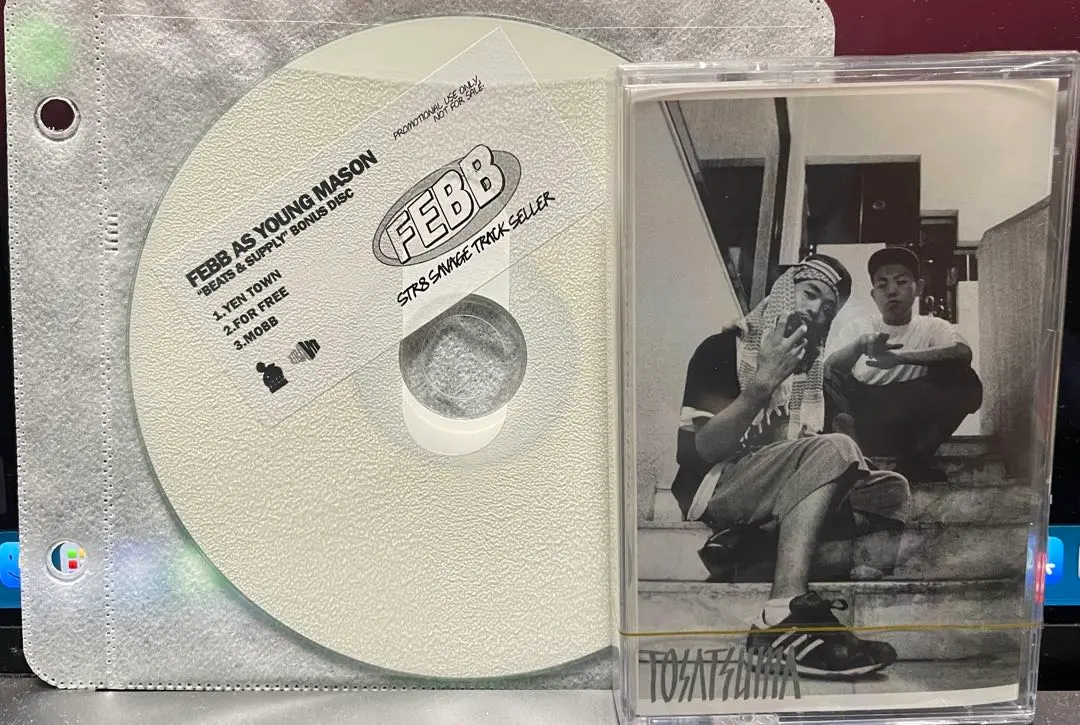 PROMOTIONAL USE ONLY.
NOT FOR SALE.
FEBB AS YOUNG MASON
"BEATS & SUPPLY" BONUS DISC
1.YEN TOWN
2.FOR FREE
3.MOBB
FEBB
STR8 SAVAGE TRACK SELLER
TOSATSUMA